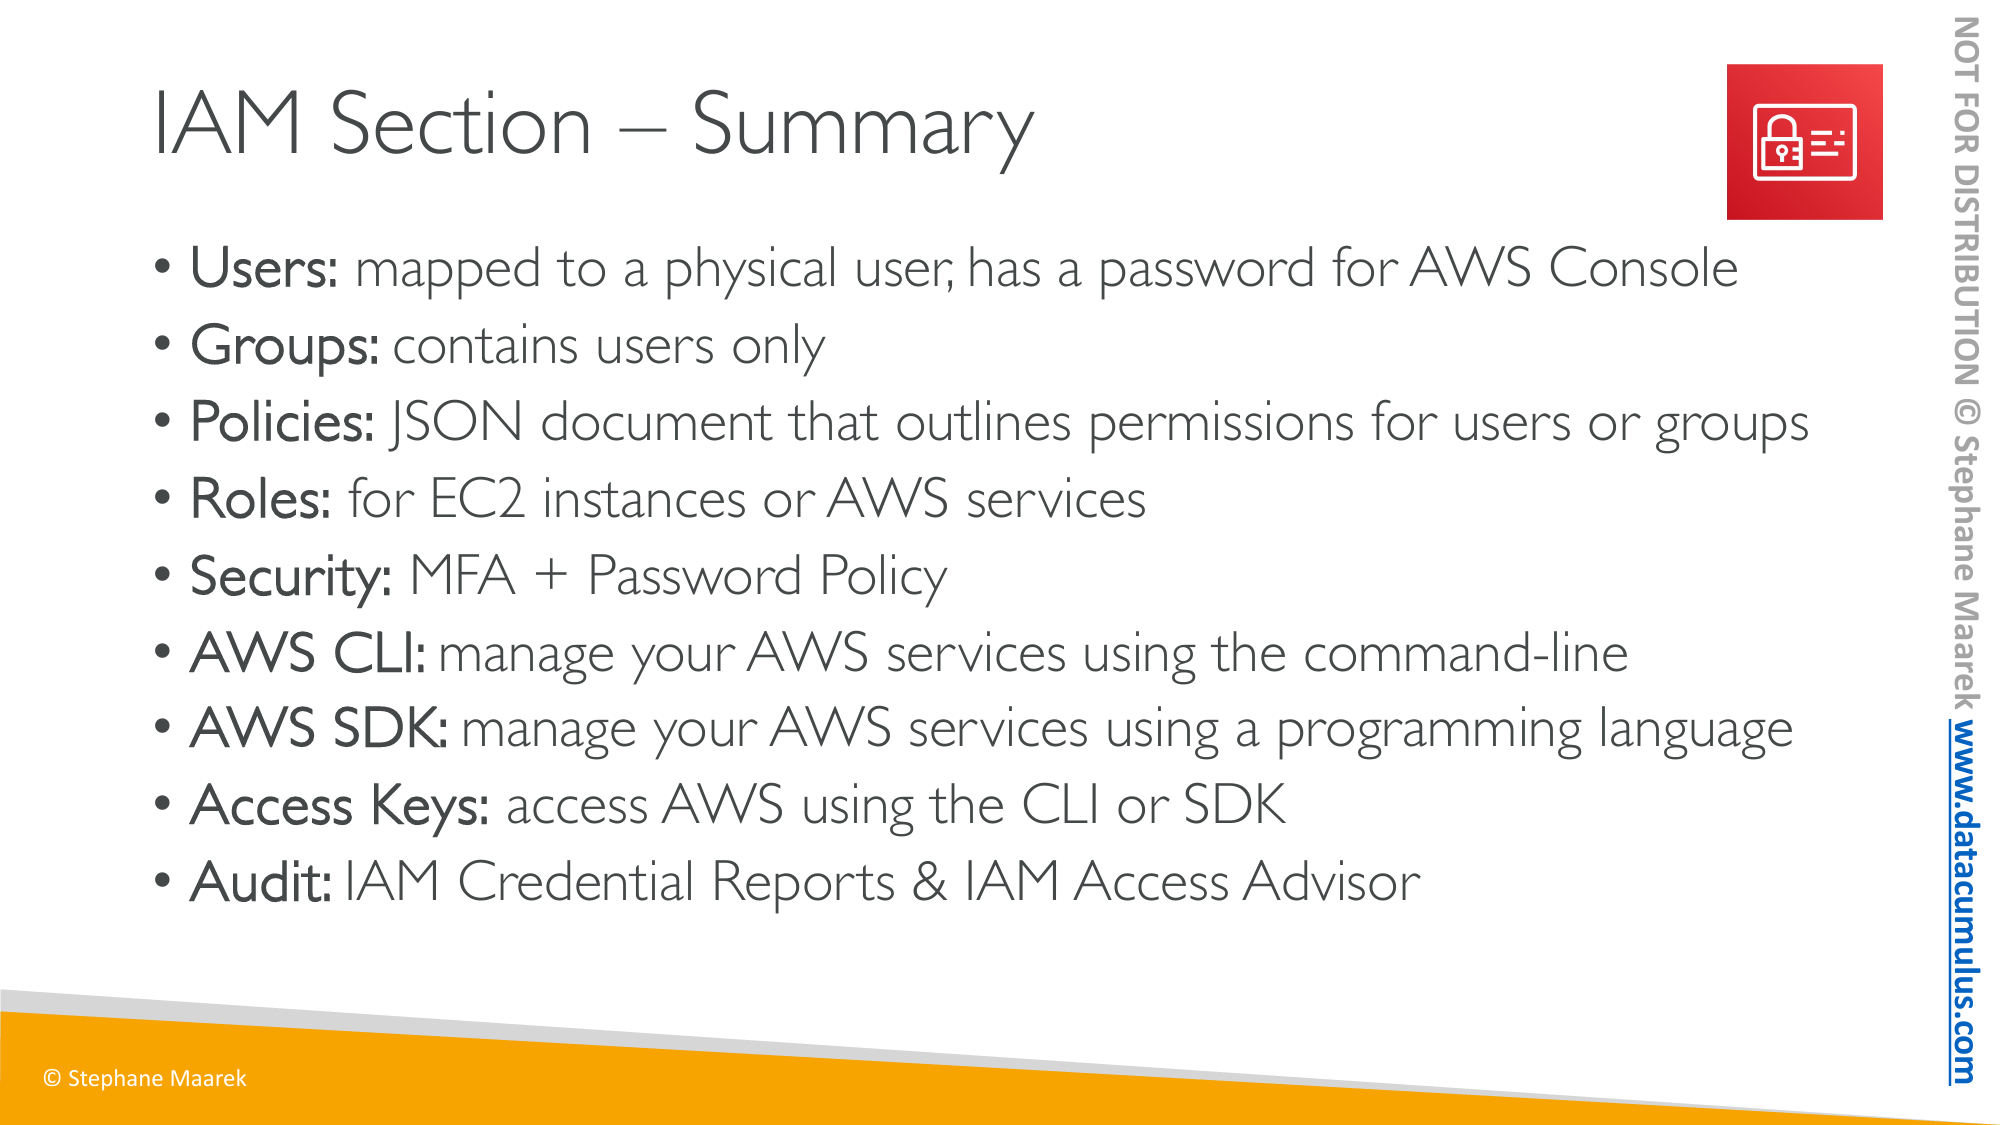 IAM Section – Summary
• Users: mapped to a physical user, has a password for AWS Console
• Groups: contains users only
• Policies: JSON document that outlines permissions for users or groups
• Roles: for EC2 instances or AWS services
• Security: MFA + Password Policy
• AWS CLI: manage your AWS services using the command-line
• AWS SDK: manage your AWS services using a programming language
• Access Keys: access AWS using the CLI or SDK
• Audit: IAM Credential Reports & IAM Access Advisor
© Stephane Maarek
NOT FOR DISTRIBUTION © Stephane Maarek www.datacumulus.com